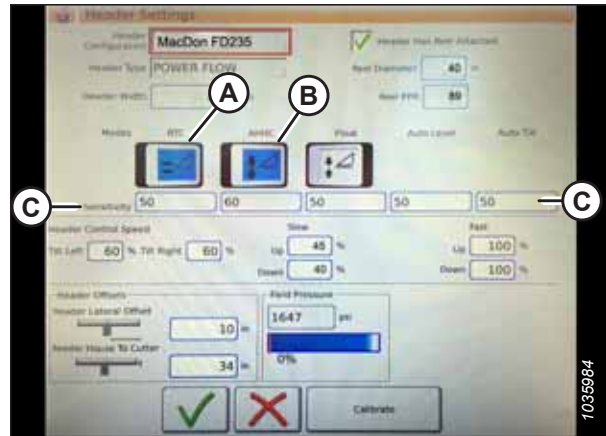 Header Settings
Header Configuration MacDon FD235 Header Has Reel Attached
Header Type POWER FLOW Reel Diameter 40 in
Header Width Reel PPR 89
A B
Modes RTC AHHC Float Auto Level Auto Tilt
C Sensitivity 50 60 50 50 50 C
Header Control Speed Slow Fast
Tilt Left 60 % Tilt Right 60 % Up 45 % Up 100 %
Down 40 % Down 100 %
Header Offsets Field Pressure
Header Lateral Offset 1647 psi
10 in
Feeder House To Cutter 0%
34 in
Calibrate
1035984